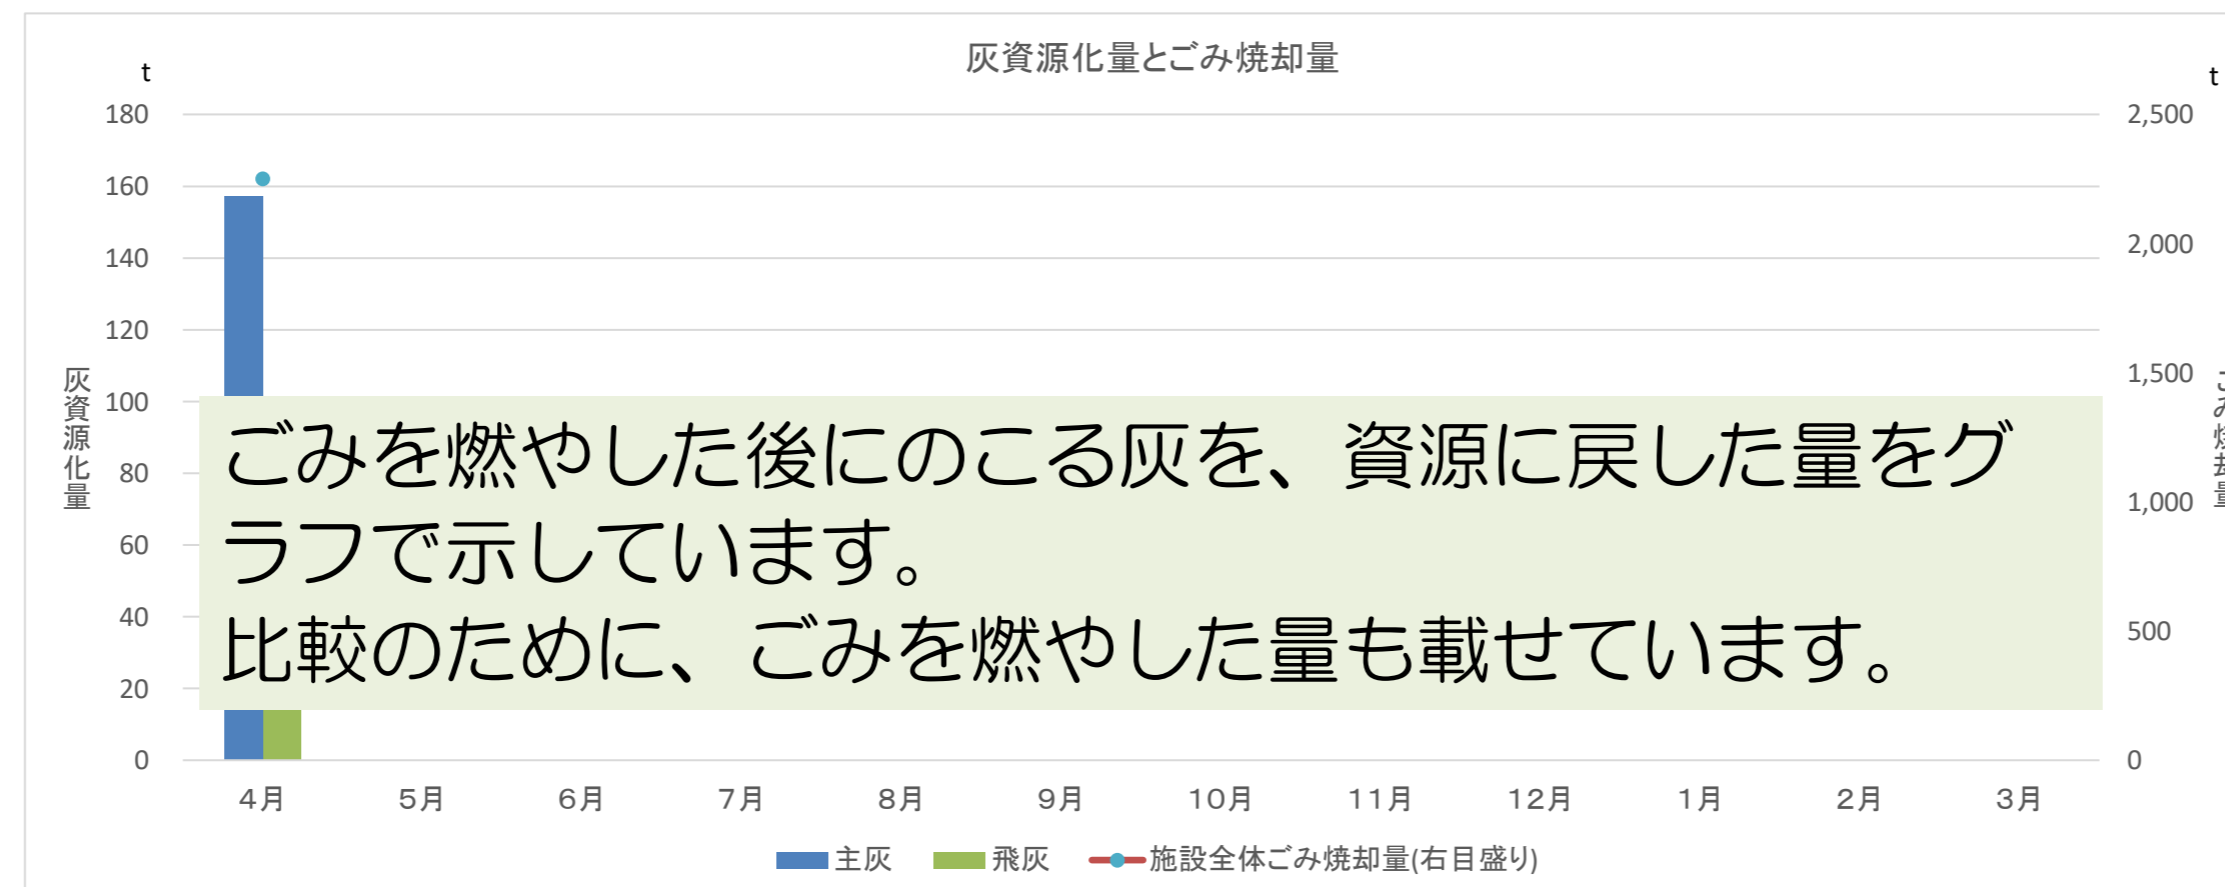 灰資源化量とごみ焼却量
t
t
180
160
140
120
100
80
60
40
20
0
灰資源化量
2,500
2,000
1,500
1,000
500
0
ごみ焼却量
ごみを燃やした後にのこる灰を、資源に戻した量をグ
ラフで示しています。
比較のために、ごみを燃やした量も載せています。
4月 5月 6月 7月 8月 9月 10月 11月 12月 1月 2月 3月
主灰 飛灰 施設全体ごみ焼却量(右目盛り)